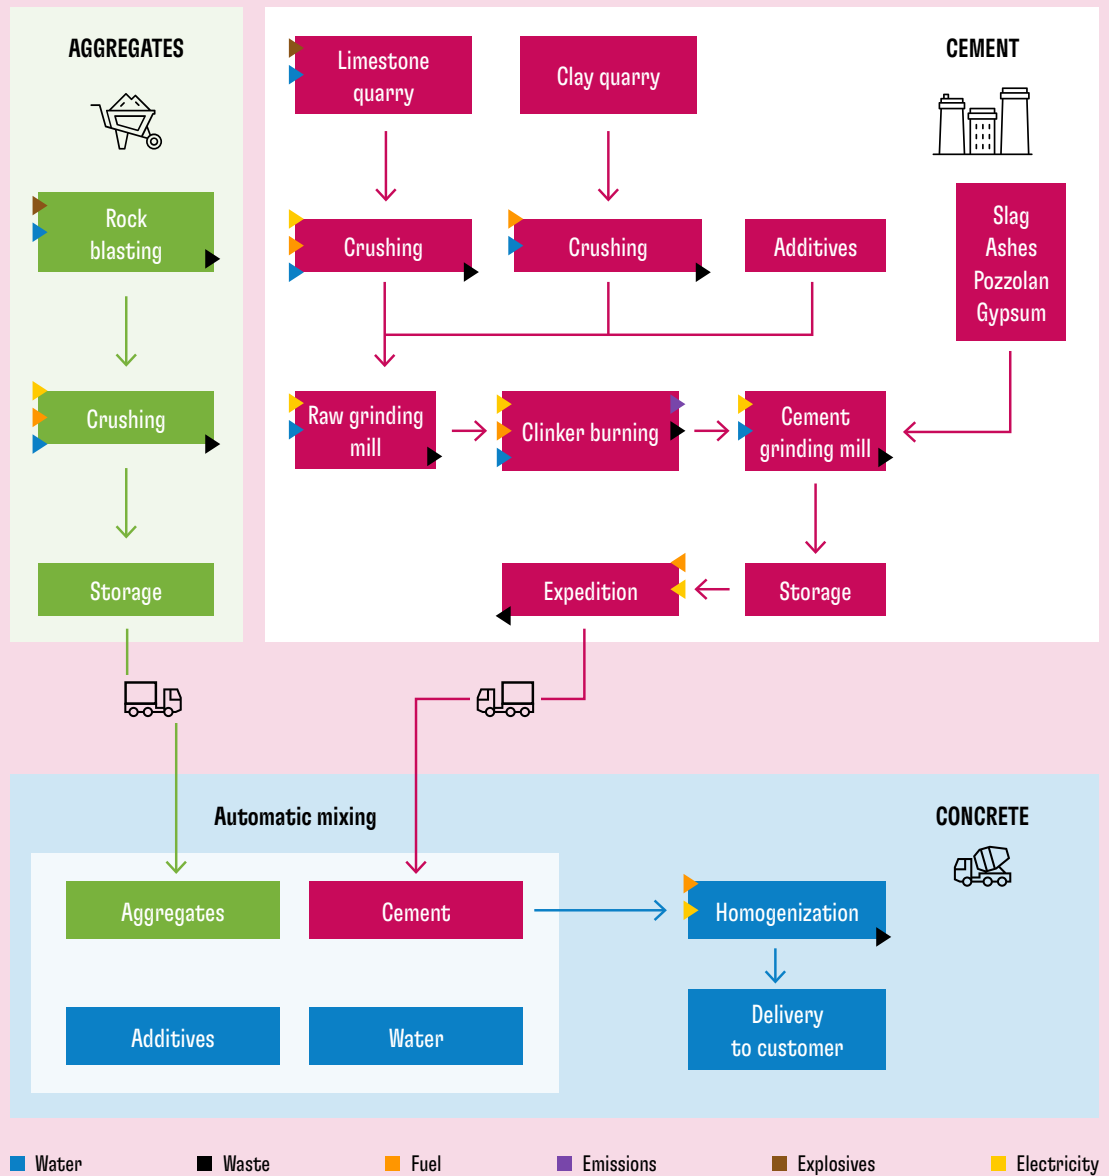 AGGREGATES
Rock
blasting
Crushing
Storage
CEMENT
Limestone
quarry
Clay quarry
Crushing
Crushing
Additives
Slag
Ashes
Pozzolan
Gypsum
Raw grinding
mill
Clinker burning
Cement
grinding mill
Expedition
Storage
Automatic mixing
CONCRETE
Aggregates
Cement
Homogenization
Additives
Water
Delivery
to customer
Water
Waste
Fuel
Emissions
Explosives
Electricity